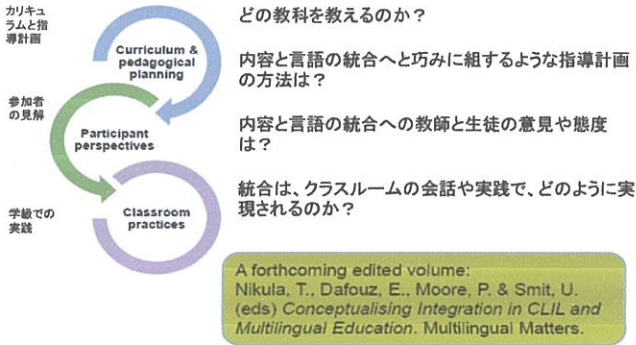 カリキュ
ラムと指
導計画
Curriculum &
pedagogical
planning
どの教科を教えるのか？
内容と言語の統合へと巧みに組するような指導計画
の方法は？
参加者
の見解
Participant
perspectives
内容と言語の統合への教師と生徒の意見や態度
は？
学級での
実践
Classroom
practices
統合は、クラスルームの会話や実践で、どのように実
現されるのか？
A forthcoming edited volume:
Nikula, T., Dafouz, E., Moore, P. & Smit, U.
(eds) Conceptualising Integration in CLIL and
Multilingual Education. Multilingual Matters.